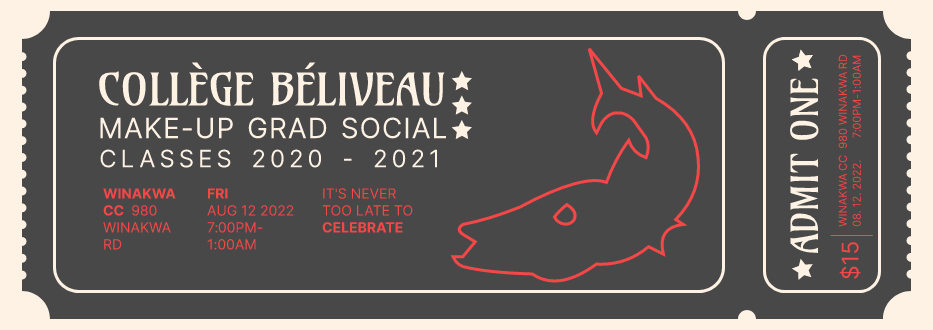 COLLÈGE BÉLIVEAU
MAKE-UP GRAD SOCIAL
CLASSES 2020 - 2021
WINAKWA
CC 980
WINAKWA
RD
FRI
AUG 12 2022
7:00PM-
1:00AM
IT'S NEVER
TOO LATE TO
CELEBRATE
ADMIT ONE
$15
WINAKWA CC 980 WINAKWA RD
08. 12. 2022. 7:00PM-1:00AM